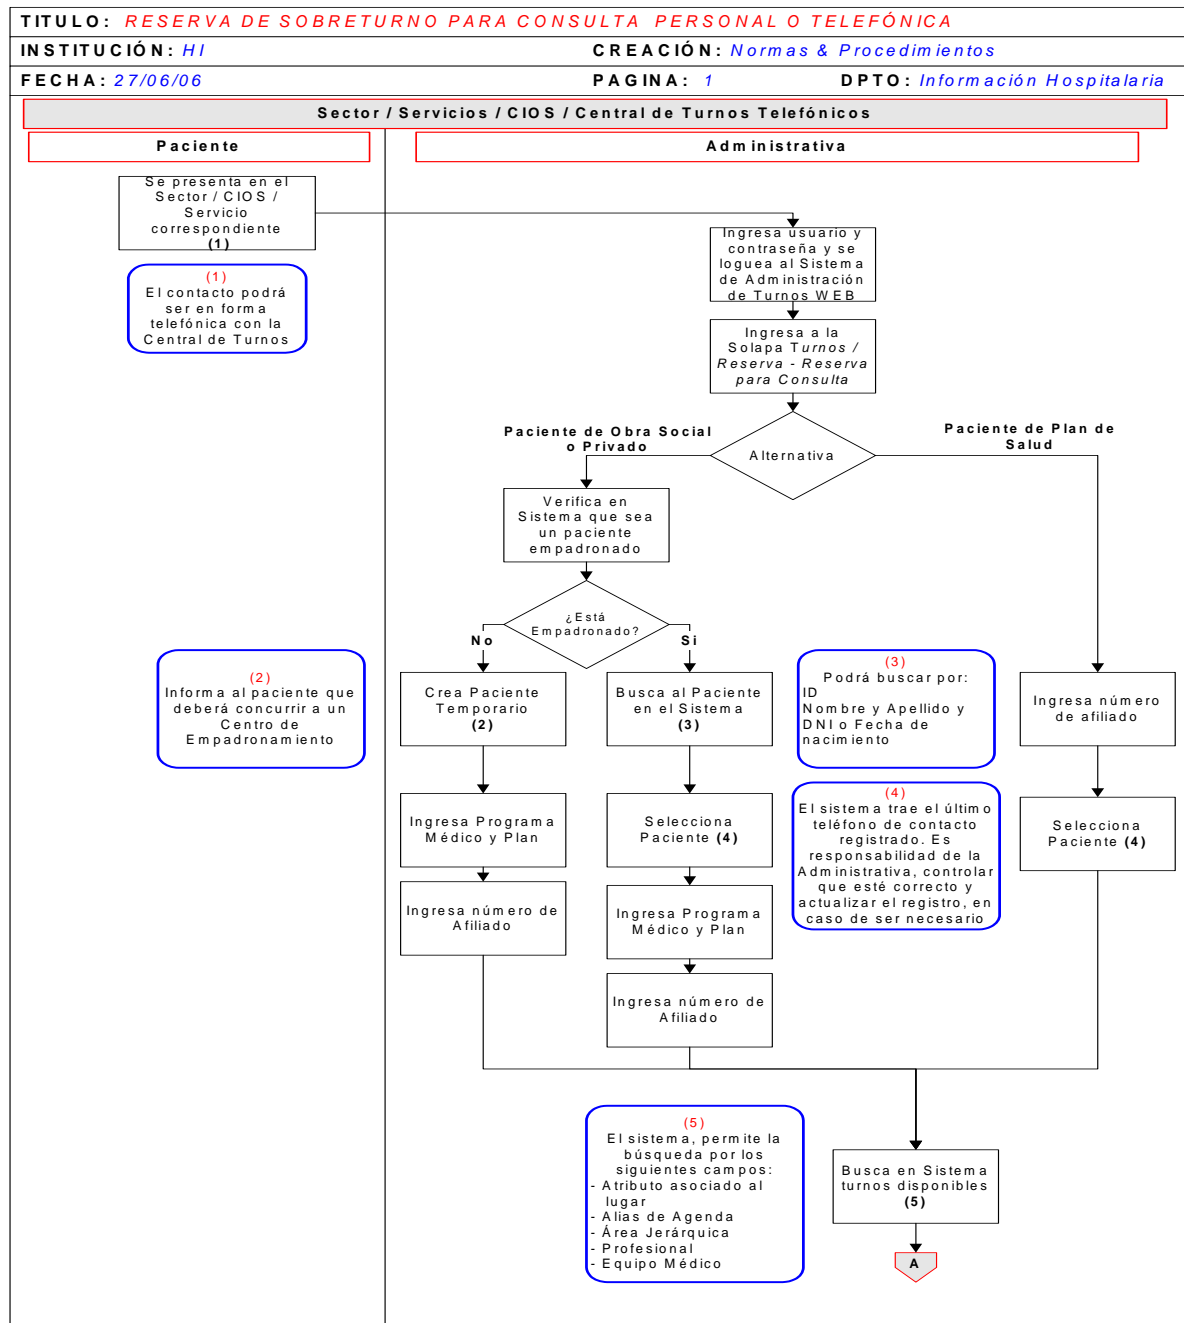 TITULO: RESERVA DE SOBRETURNO PARA CONSULTA PERSONAL O TELEFÓNICA
INSTITUCIÓN: HI CREACIÓN: Normas & Procedimientos
FECHA: 27/06/06 PAGINA: 1 DPTO: Información Hospitalaria
Sector / Servicios / CIOS / Central de Turnos Telefónicos
Paciente
Administrativa
Se presenta en el
Sector / CIOS /
Servicio
correspondiente
(1)
(1)
El contacto podrá
ser en forma
telefónica con la
Central de Turnos
Ingresa usuario y
contraseña y se
loguea al Sistema
de Administración
de Turnos WEB
Ingresa a la
Solapa Turnos /
Reserva - Reserva
para Consulta
Alternativa
Paciente de Obra Social
o Privado
Paciente de Plan de
Salud
Verifica en
Sistema que sea
un paciente
empadronado
¿Está
Empadronado?
No
Si
(2)
Informa al paciente que
deberá concurrir a un
Centro de
Empadronamiento
Crea Paciente
Temporario
(2)
Busca al Paciente
en el Sistema
(3)
(3)
Podrá buscar por:
ID
Nombre y Apellido y
DNI o Fecha de
nacimiento
Ingresa número
de afiliado
Ingresa Programa
Médico y Plan
Selecciona
Paciente (4)
(4)
El sistema trae el último
teléfono de contacto
registrado. Es
responsabilidad de la
Administrativa, controlar
que esté correcto y
actualizar el registro, en
caso de ser necesario
Selecciona
Paciente (4)
Ingresa número de
Afiliado
Ingresa Programa
Médico y Plan
Ingresa número de
Afiliado
(5)
El sistema, permite la
búsqueda por los
siguientes campos:
- Atributo asociado al
lugar
- Alias de Agenda
- Área Jerárquica
- Profesional
- Equipo Médico
Busca en Sistema
turnos disponibles
(5)
A